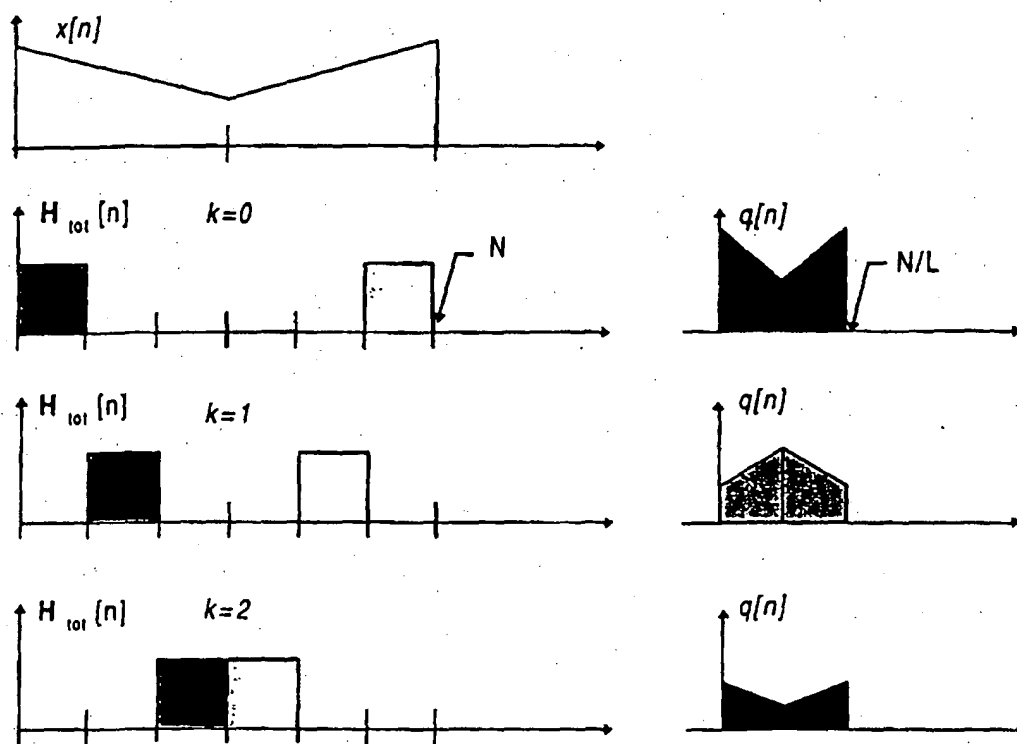 x[n]
H tot [n] k=0 N q[n] N/L
H tot [n] k=1 q[n]
H tot [n] k=2 q[n]